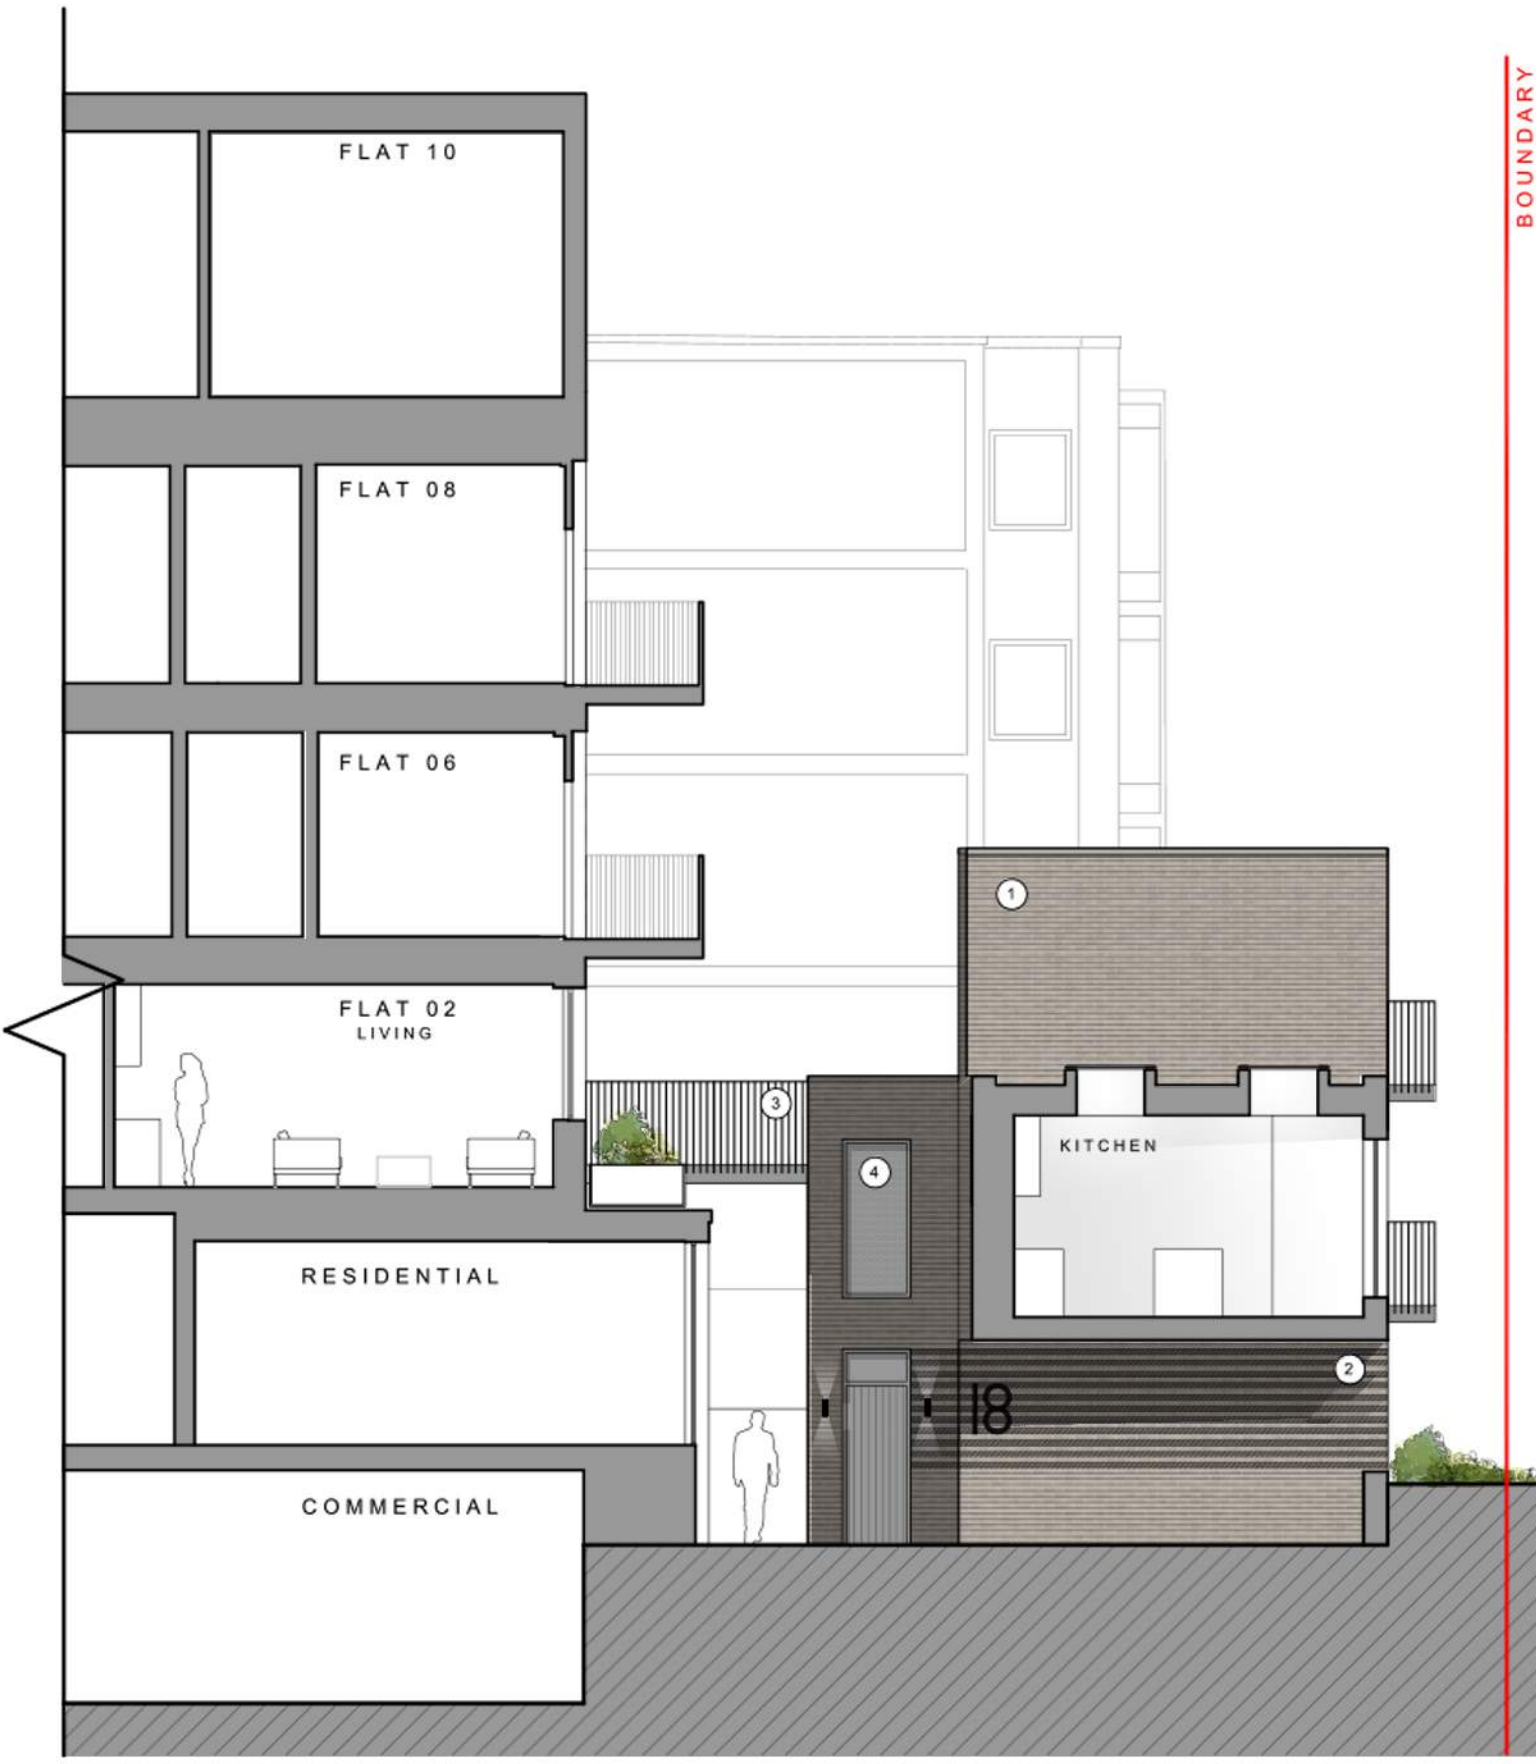 BOUNDARY
FLAT 10
FLAT 08
FLAT 06
1
FLAT 02
LIVING
3
KITCHEN
4
RESIDENTIAL
2
18
COMMERCIAL